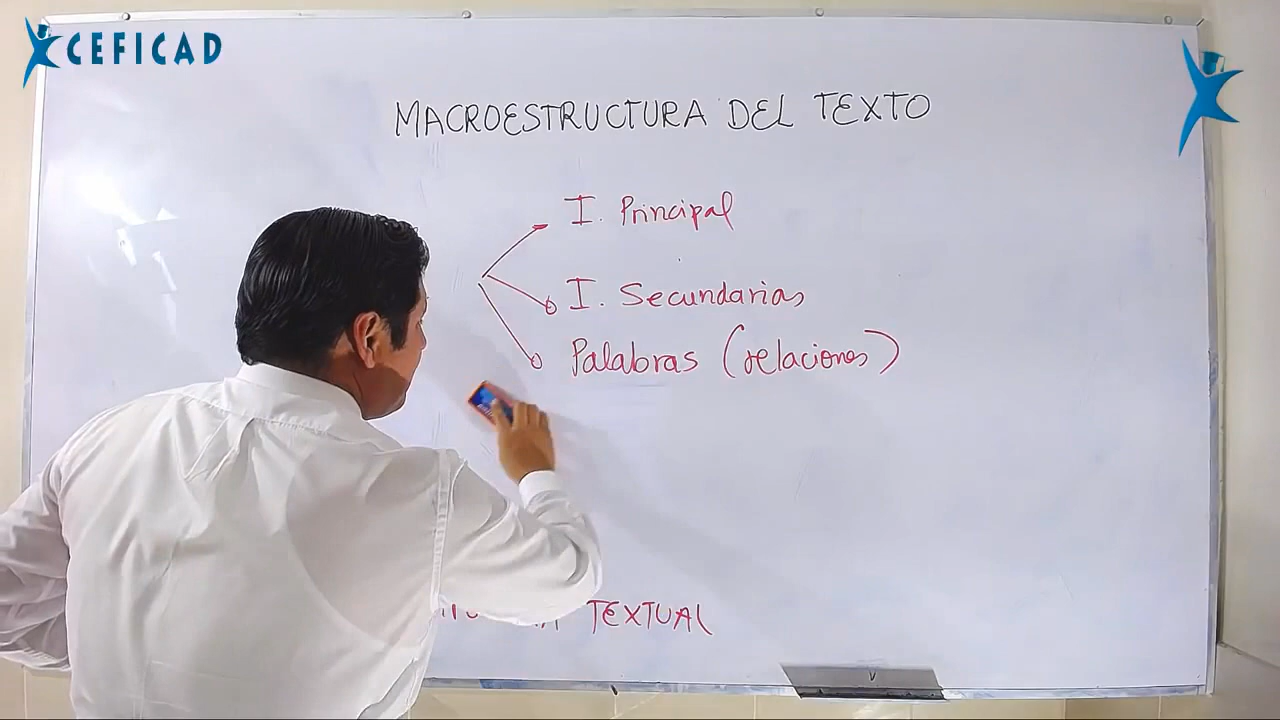 CEFICAD
MACROESTRUCTURA DEL TEXTO
I. Principal
I. Secundarias
Palabras (relaciones)
TEXTUAL